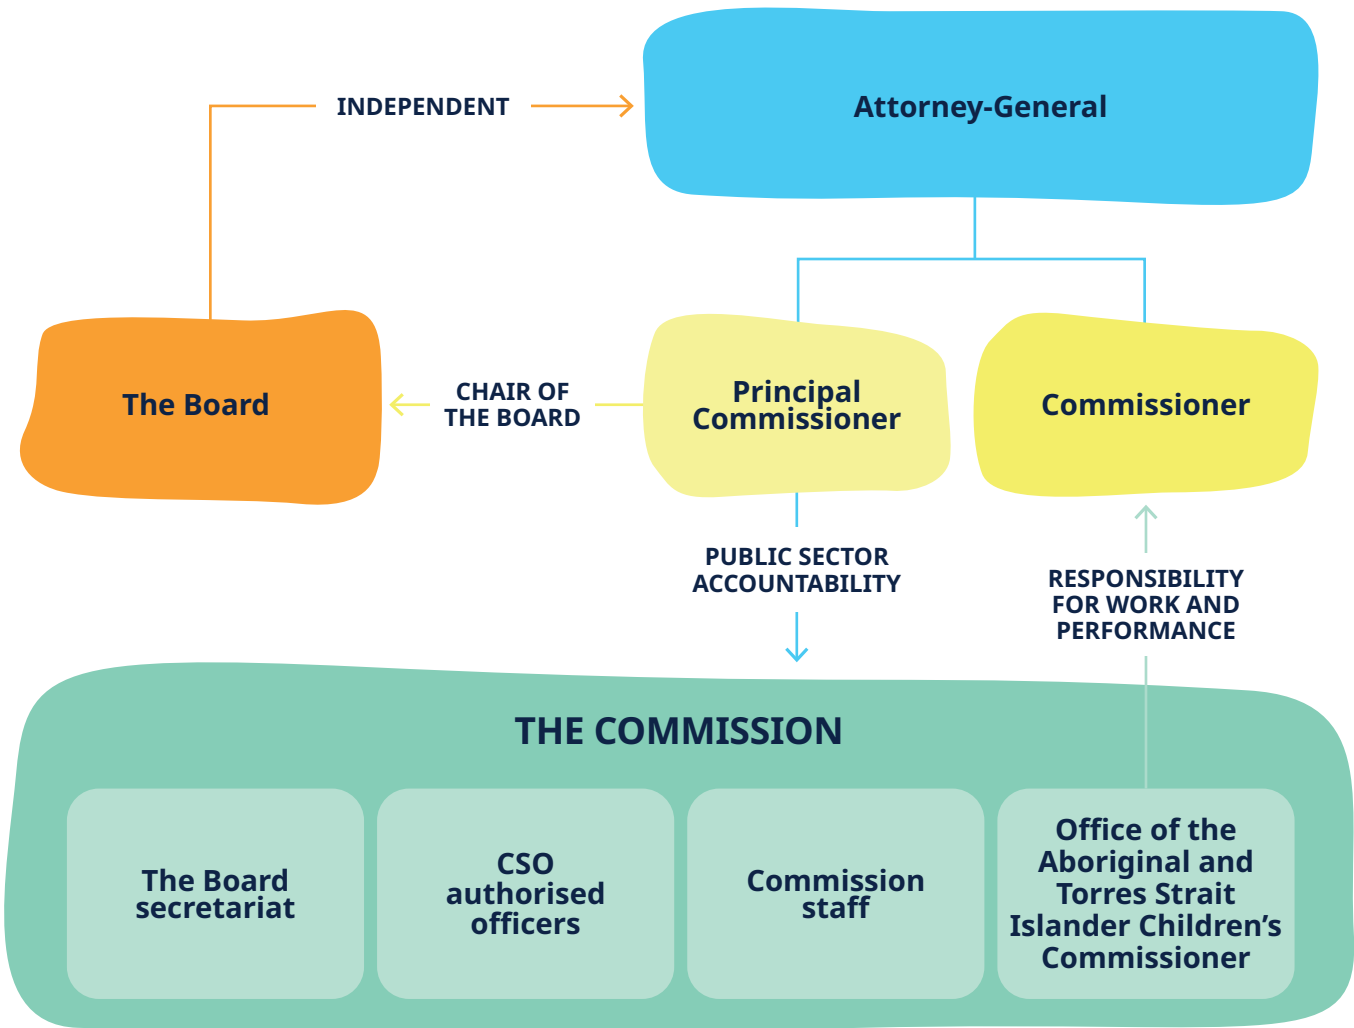 INDEPENDENT
Attorney-General
The Board
CHAIR OF
THE BOARD
Principal
Commissioner
Commissioner
PUBLIC SECTOR
ACCOUNTABILITY
RESPONSIBILITY
FOR WORK AND
PERFORMANCE
THE COMMISSION
The Board
secretariat
CSO
authorised
officers
Commission
staff
Office of the
Aboriginal and
Torres Strait
Islander Children’s
Commissioner